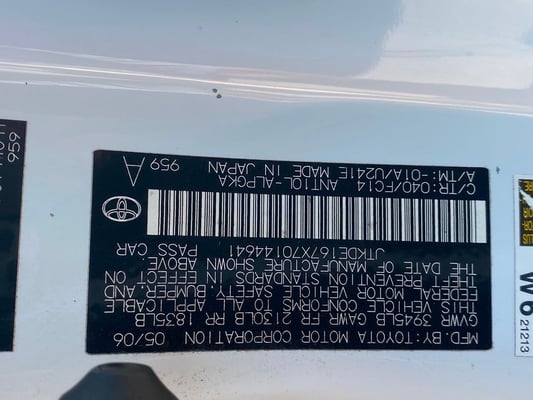 MFD. BY: TOYOTA MOTOR CORPORATION 05/06
GVWR 3945LB GAWR FR 2130LB RR 1835LB
THIS VEHICLE CONFORMS TO ALL APPLICABLE
FEDERAL MOTOR VEHICLE SAFETY, BUMPER, AND
THEFT PREVENTION STANDARDS IN EFFECT ON
THE DATE OF MANUFACTURE SHOWN ABOVE.
JTKDE167X70144641 PASS CAR
C/TR: 040/FC14 ANT10L-ALPGKA
A/TM: -01A/U241E MADE IN JAPAN
959 A
959
W6
21213